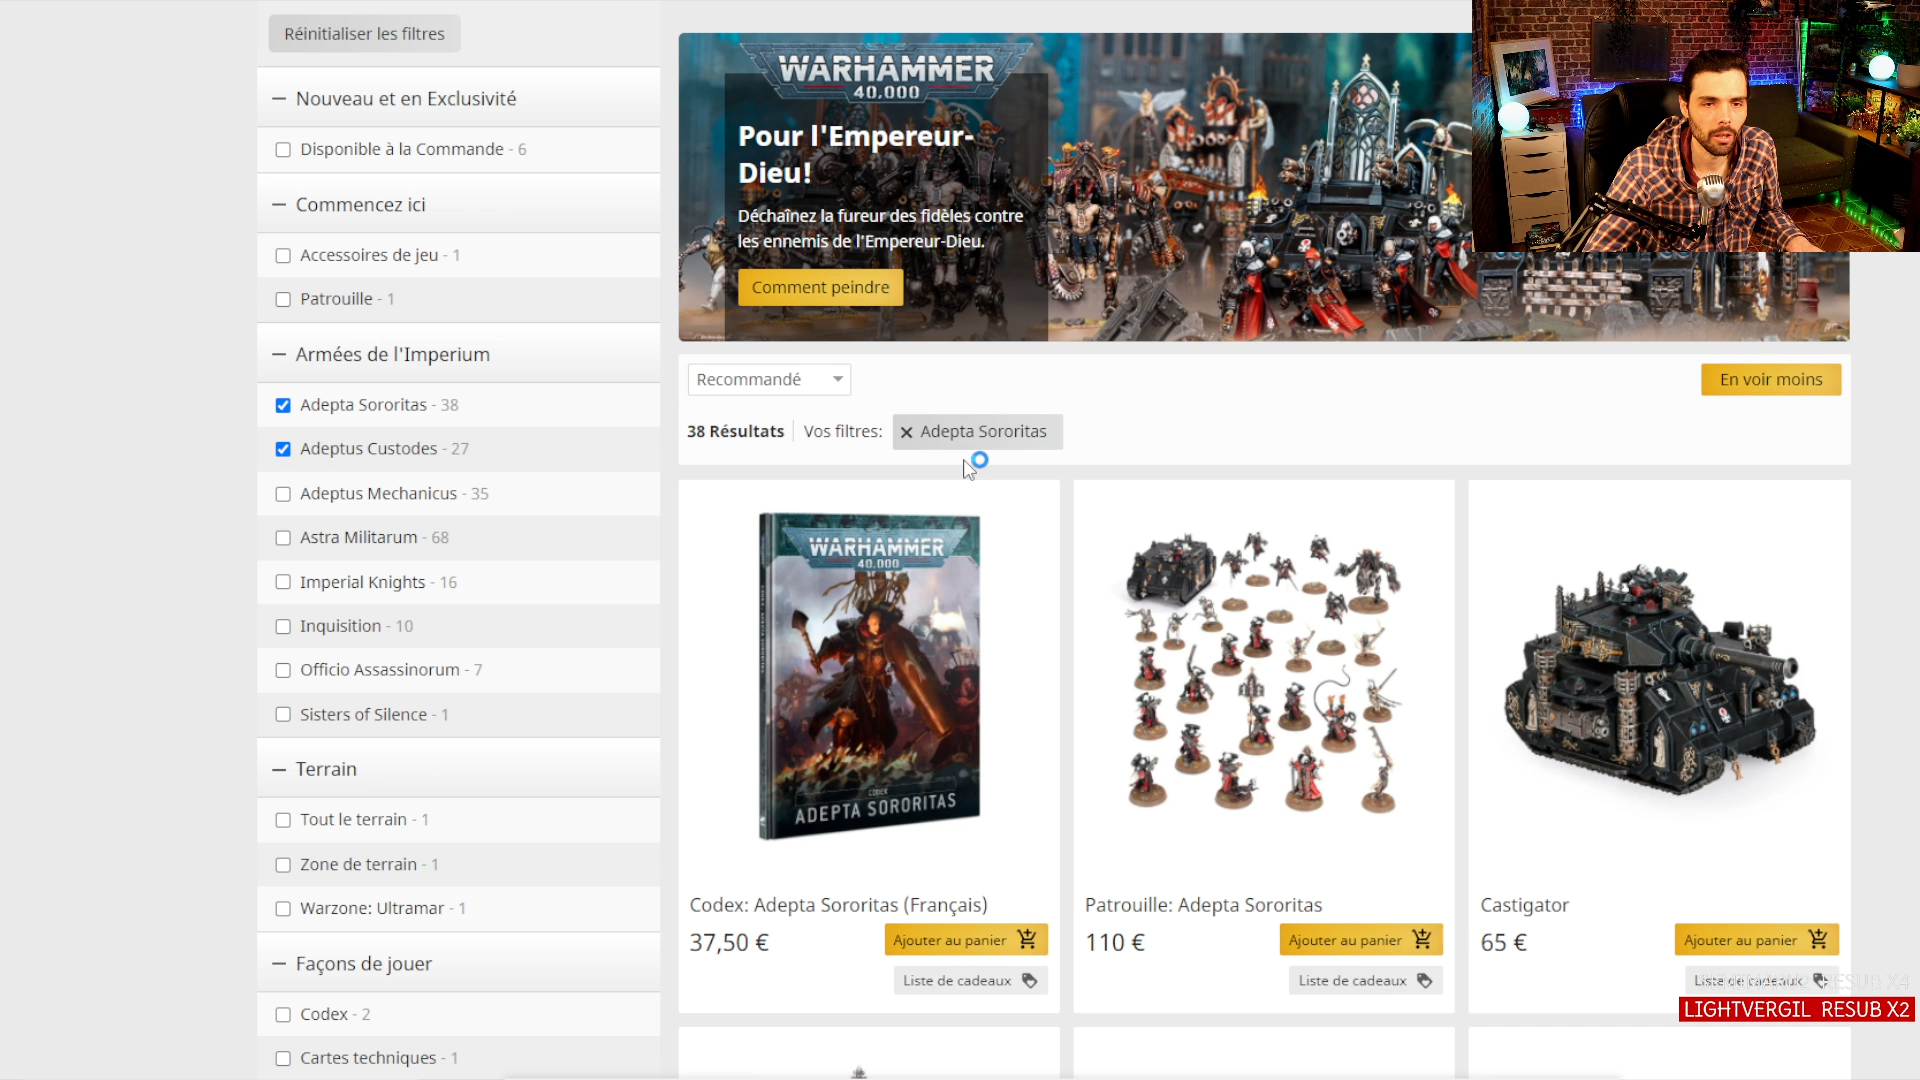 Réinitialiser les filtres
Nouveau et en Exclusivité
Disponible à la Commande - 6
Commencez ici
Accessoires de jeu - 1
Patrouille - 1
Armées de l'Imperium
Adepta Sororitas - 38
Adeptus Custodes - 27
Adeptus Mechanicus - 35
Astra Militarum - 68
Imperial Knights - 16
Inquisition - 10
Officio Assassinorum - 7
Sisters of Silence - 1
Terrain
Tout le terrain - 1
Zone de terrain - 1
Warzone: Ultramar - 1
Façons de jouer
Codex - 2
Cartes techniques - 1
WARHAMMER
40,000
Pour l'Empereur-
Dieu!
Déchaînez la fureur des fidèles contre
les ennemis de l'Empereur-Dieu.
Comment peindre
Recommandé
En voir moins
38 Résultats
Vos filtres:
Adepta Sororitas
WARHAMMER
40,000
CODEX
ADEPTA SORORITAS
Codex: Adepta Sororitas (Français)
37,50 €
Ajouter au panier
Liste de cadeaux
Patrouille: Adepta Sororitas
110 €
Ajouter au panier
Liste de cadeaux
Castigator
65 €
Ajouter au panier
Liste de cadeaux
RESUB X4
LIGHTVERGIL RESUB X2